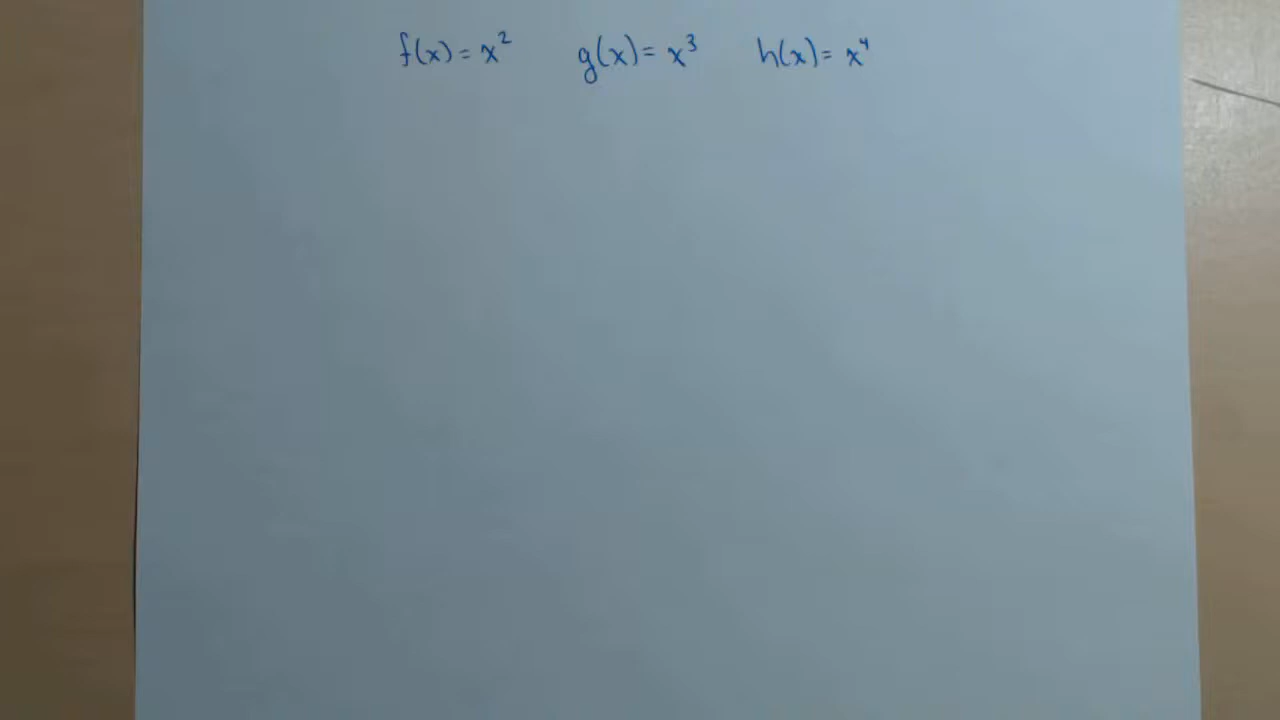 f(x) = x² g(x) = x³ h(x) = x⁴